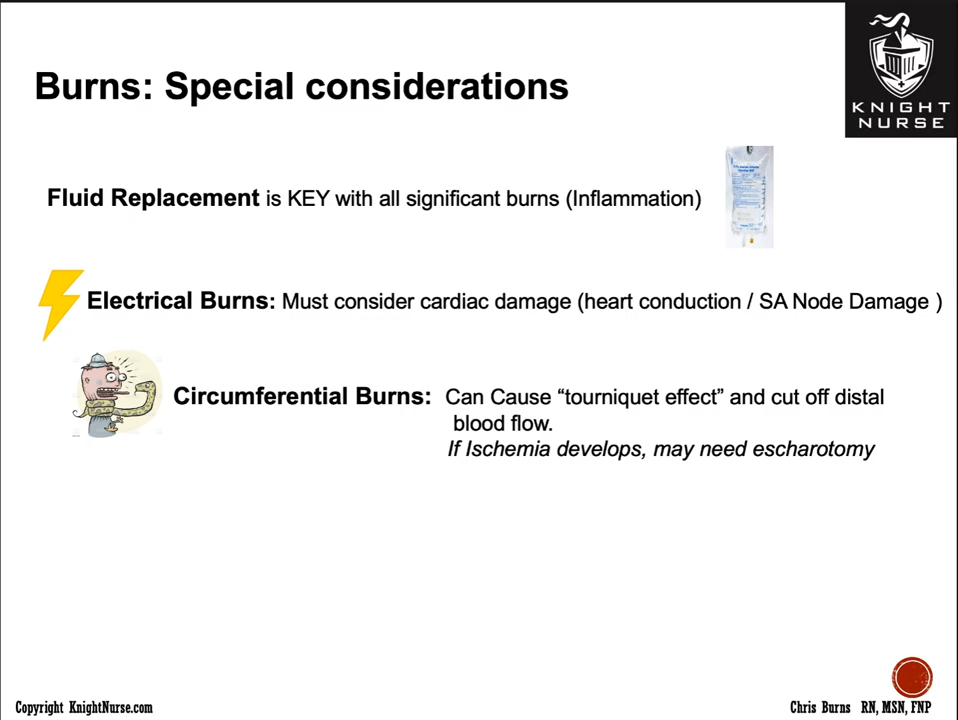 KNIGHT
NURSE
Burns: Special considerations
Fluid Replacement is KEY with all significant burns (Inflammation)
Electrical Burns: Must consider cardiac damage (heart conduction / SA Node Damage )
Circumferential Burns: Can Cause “tourniquet effect” and cut off distal
blood flow.
If Ischemia develops, may need escharotomy
Copyright KnightNurse.com
Chris Burns RN, MSN, FNP